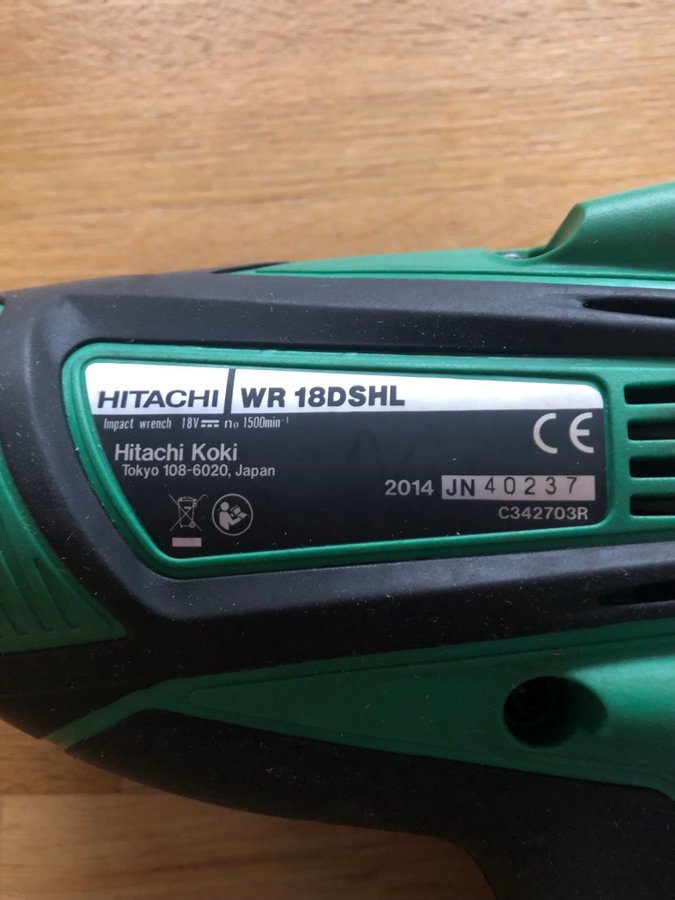 HITACHI WR 18DSHL
Impact wrench 18V⎓ n₀ 1500min⁻¹
Hitachi Koki
Tokyo 108-6020, Japan
CE
2014 JN 40237
C342703R